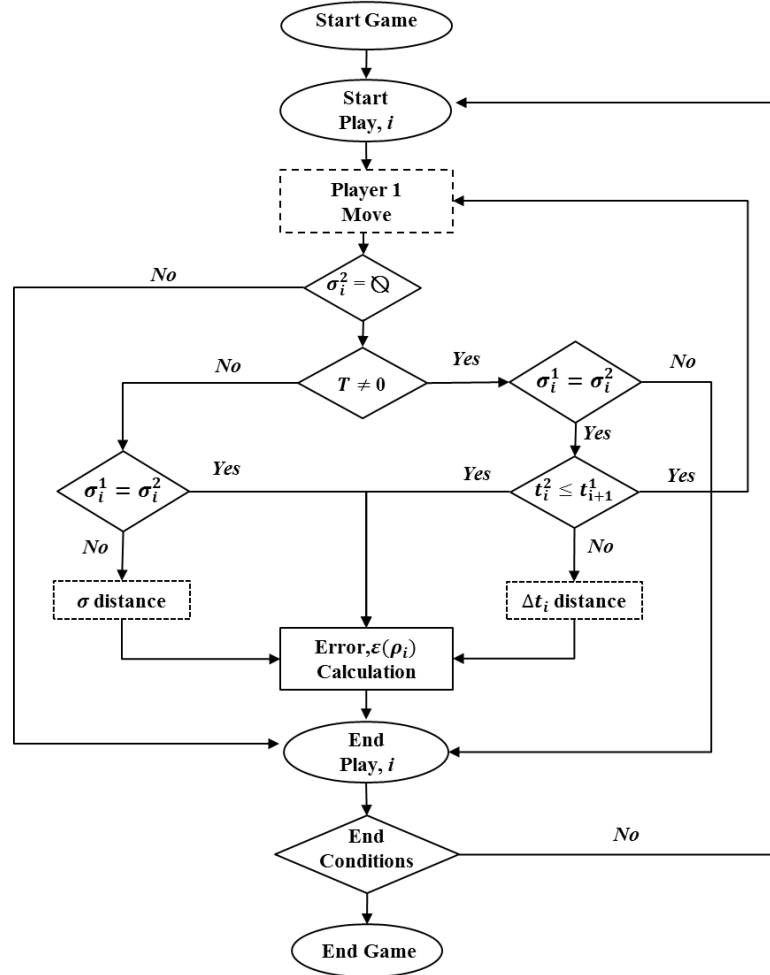 Start Game
Start
Play, i
Player 1
Move
No
σ_i^2 = ⦰
No
T ≠ 0
Yes
σ_i^1 = σ_i^2
No
Yes
σ_i^1 = σ_i^2
Yes
Yes
t_i^2 ≤ t_{i+1}^1
Yes
No
No
σ distance
Δt_i distance
Error,ε(ρ_i)
Calculation
End
Play, i
End
Conditions
No
End Game